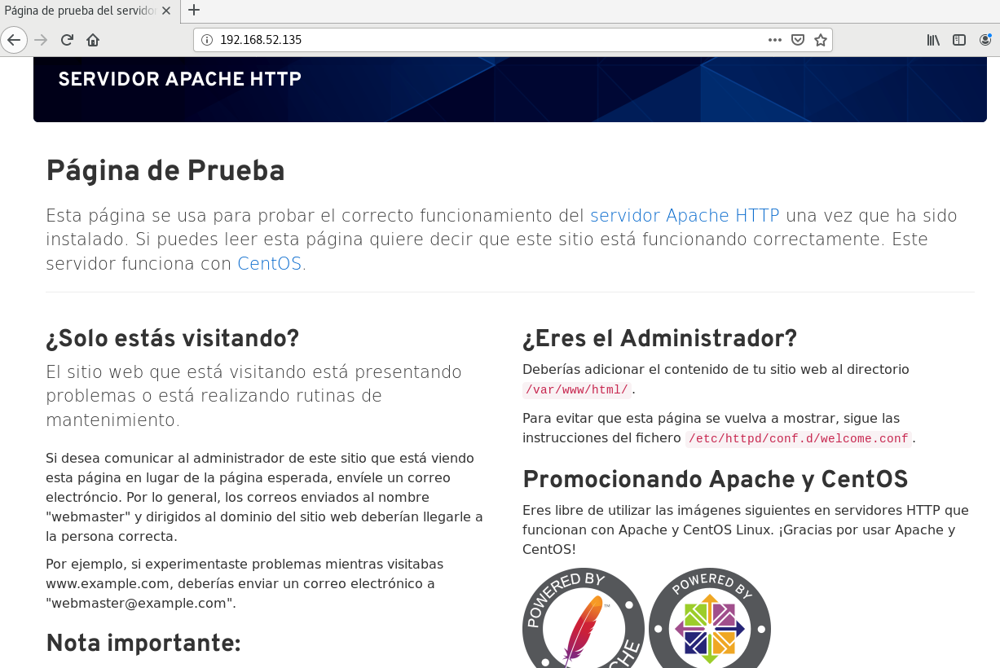 Página de prueba del servidor
192.168.52.135
SERVIDOR APACHE HTTP
Página de Prueba
Esta página se usa para probar el correcto funcionamiento del servidor Apache HTTP una vez que ha sido
instalado. Si puedes leer esta página quiere decir que este sitio está funcionando correctamente. Este
servidor funciona con CentOS.
¿Solo estás visitando?
El sitio web que está visitando está presentando
problemas o está realizando rutinas de
mantenimiento.
Si desea comunicar al administrador de este sitio que está viendo
esta página en lugar de la página esperada, envíele un correo
electróncio. Por lo general, los correos enviados al nombre
"webmaster" y dirigidos al dominio del sitio web deberían llegarle a
la persona correcta.
Por ejemplo, si experimentaste problemas mientras visitabas
www.example.com, deberías enviar un correo electrónico a
"webmaster@example.com".
Nota importante:
¿Eres el Administrador?
Deberías adicionar el contenido de tu sitio web al directorio
/var/www/html/.
Para evitar que esta página se vuelva a mostrar, sigue las
instrucciones del fichero /etc/httpd/conf.d/welcome.conf.
Promocionando Apache y CentOS
Eres libre de utilizar las imágenes siguientes en servidores HTTP que
funcionan con Apache y CentOS Linux. ¡Gracias por usar Apache y
CentOS!
POWERED BY
TM
POWERED BY